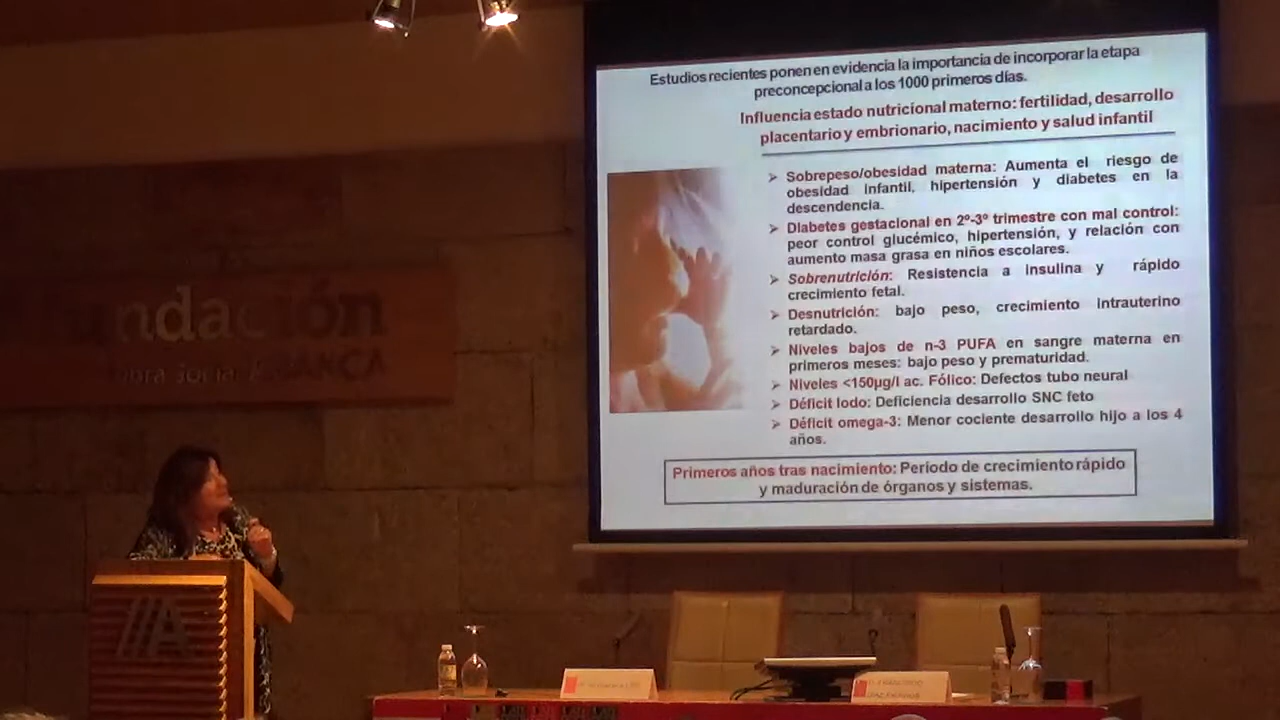 Estudios recientes ponen en evidencia la importancia de incorporar la etapa
preconcepcional a los 1000 primeros días.
Influencia estado nutricional materno: fertilidad, desarrollo
placentario y embrionario, nacimiento y salud infantil
➢ Sobrepeso/obesidad materna: Aumenta el riesgo de
obesidad infantil, hipertensión y diabetes en la
descendencia.
➢ Diabetes gestacional en 2º-3º trimestre con mal control:
peor control glucémico, hipertensión, y relación con
aumento masa grasa en niños escolares.
➢ Sobrenutrición: Resistencia a insulina y rápido
crecimiento fetal.
➢ Desnutrición: bajo peso, crecimiento intrauterino
retardado.
➢ Niveles bajos de n-3 PUFA en sangre materna en
primeros meses: bajo peso y prematuridad.
➢ Niveles <150µg/l ac. Fólico: Defectos tubo neural
➢ Déficit Iodo: Deficiencia desarrollo SNC feto
➢ Déficit omega-3: Menor cociente desarrollo hijo a los 4
años.
Primeros años tras nacimiento: Periodo de crecimiento rápido
y maduración de órganos y sistemas.
undación
bra Social ABANCA
D. FRANCISCO